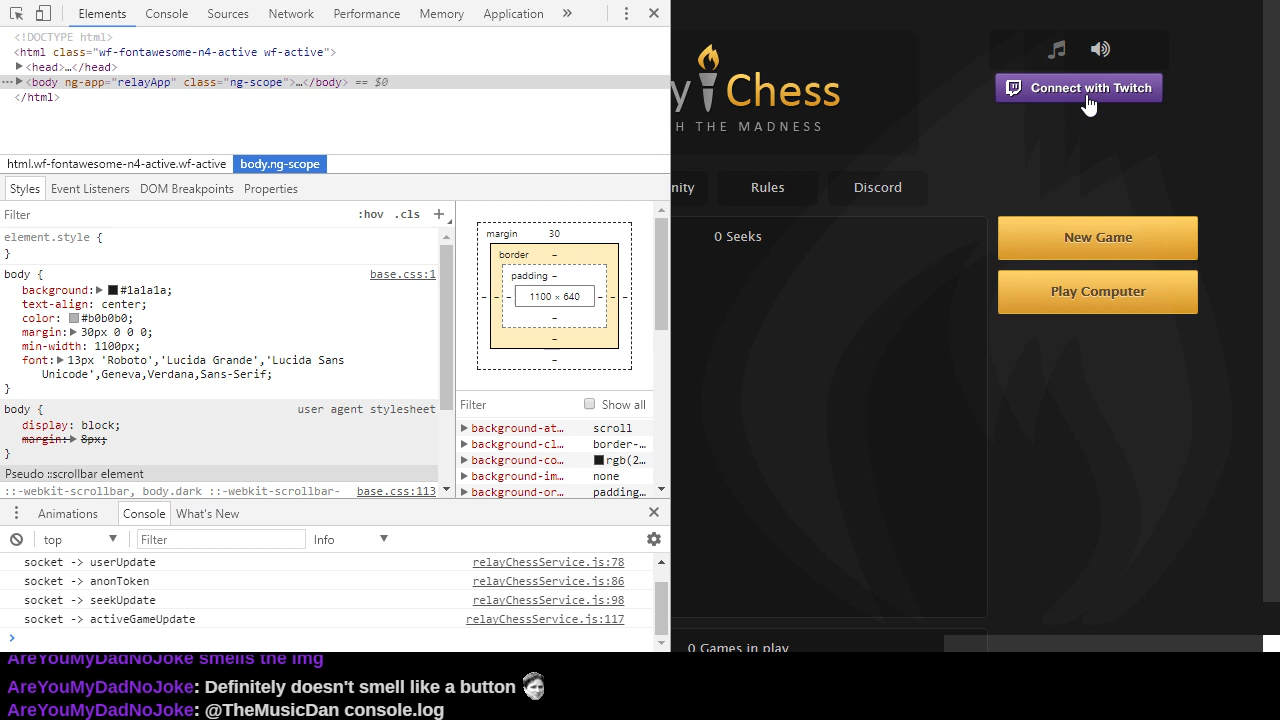 Elements Console Sources Network Performance Memory Application »
<!DOCTYPE html>
<html class="wf-fontawesome-n4-active wf-active">
<head>…</head>
<body ng-app="relayApp" class="ng-scope">…</body> == $0
</html>
html.wf-fontawesome-n4-active.wf-active body.ng-scope
Styles Event Listeners DOM Breakpoints Properties
Filter :hov .cls +
element.style {
}
body { base.css:1
background: #1a1a1a;
text-align: center;
color: #b0b0b0;
margin: 30px 0 0 0;
min-width: 1100px;
font: 13px 'Roboto','Lucida Grande','Lucida Sans
Unicode',Geneva,Verdana,Sans-Serif;
}
body { user agent stylesheet
display: block;
margin: 8px;
}
Pseudo ::scrollbar element
::-webkit-scrollbar, body.dark ::-webkit-scrollbar- base.css:113
margin 30
border –
padding –
– – – 1100 × 640 – – –
–
–
–
Filter Show all
background-at… scroll
background-cl… border-…
background-co… rgb(2…
background-im… none
background-or… padding…
Animations Console What's New
top Filter Info
socket -> userUpdate relayChessService.js:78
socket -> anonToken relayChessService.js:86
socket -> seekUpdate relayChessService.js:98
socket -> activeGameUpdate relayChessService.js:117
>
y Chess
H THE MADNESS
Connect with Twitch
nity Rules Discord
0 Seeks
New Game
Play Computer
0 Games in play
AreYouMyDadNoJoke smells the img
AreYouMyDadNoJoke: Definitely doesn't smell like a button
AreYouMyDadNoJoke: @TheMusicDan console.log